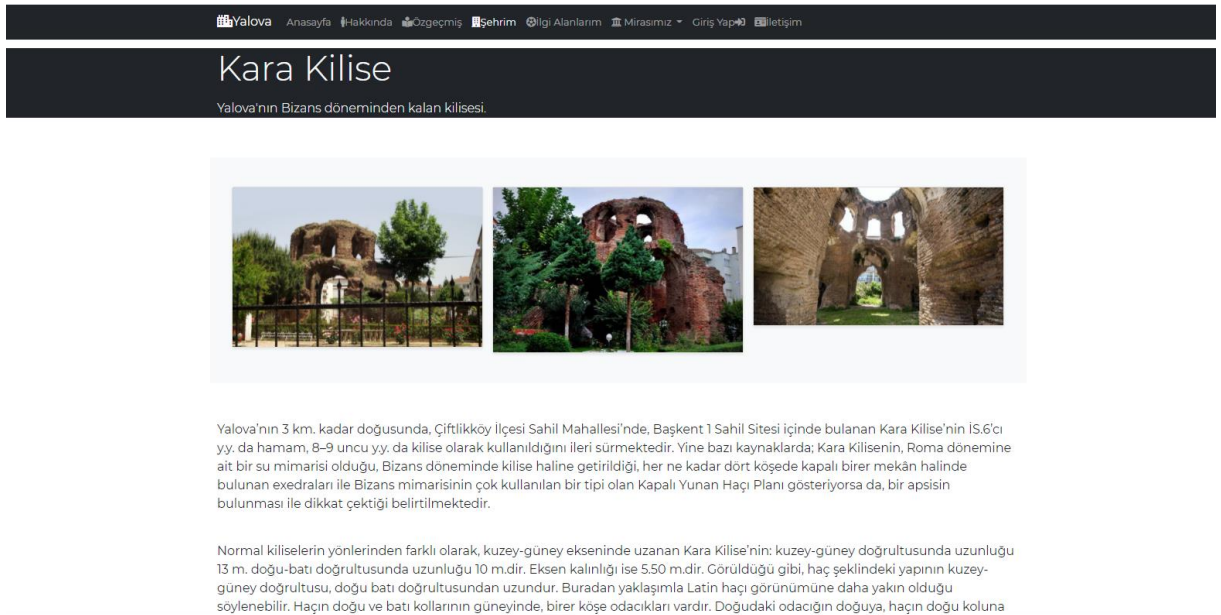 Yalova Anasayfa Hakkında Özgeçmiş Şehrim İlgi Alanlarım Mirasımız Giriş Yap İletişim
Kara Kilise
Yalova'nın Bizans döneminden kalan kilisesi.
Yalova'nın 3 km. kadar doğusunda, Çiftlikköy İlçesi Sahil Mahallesi'nde, Başkent 1 Sahil Sitesi içinde bulanan Kara Kilise'nin İS.6'cı
y.y. da hamam, 8–9 uncu y.y. da kilise olarak kullanıldığını ileri sürmektedir. Yine bazı kaynaklarda; Kara Kilisenin, Roma dönemine
ait bir su mimarisi olduğu, Bizans döneminde kilise haline getirildiği, her ne kadar dört köşede kapalı birer mekân halinde
bulunan exedraları ile Bizans mimarisinin çok kullanılan bir tipi olan Kapalı Yunan Haçı Planı gösteriyorsa da, bir apsisin
bulunması ile dikkat çektiği belirtilmektedir.
Normal kiliselerin yönlerinden farklı olarak, kuzey-güney ekseninde uzanan Kara Kilise'nin: kuzey-güney doğrultusunda uzunluğu
13 m. doğu-batı doğrultusunda uzunluğu 10 m.dir. Eksen kalınlığı ise 5.50 m.dir. Görüldüğü gibi, haç şeklindeki yapının kuzey-
güney doğrultusu, doğu batı doğrultusundan uzundur. Buradan yaklaşımla Latin haçı görünümüne daha yakın olduğu
söylenebilir. Haçın doğu ve batı kollarının güneyinde, birer köşe odacıkları vardır. Doğudaki odacığın doğuya, haçın doğu koluna